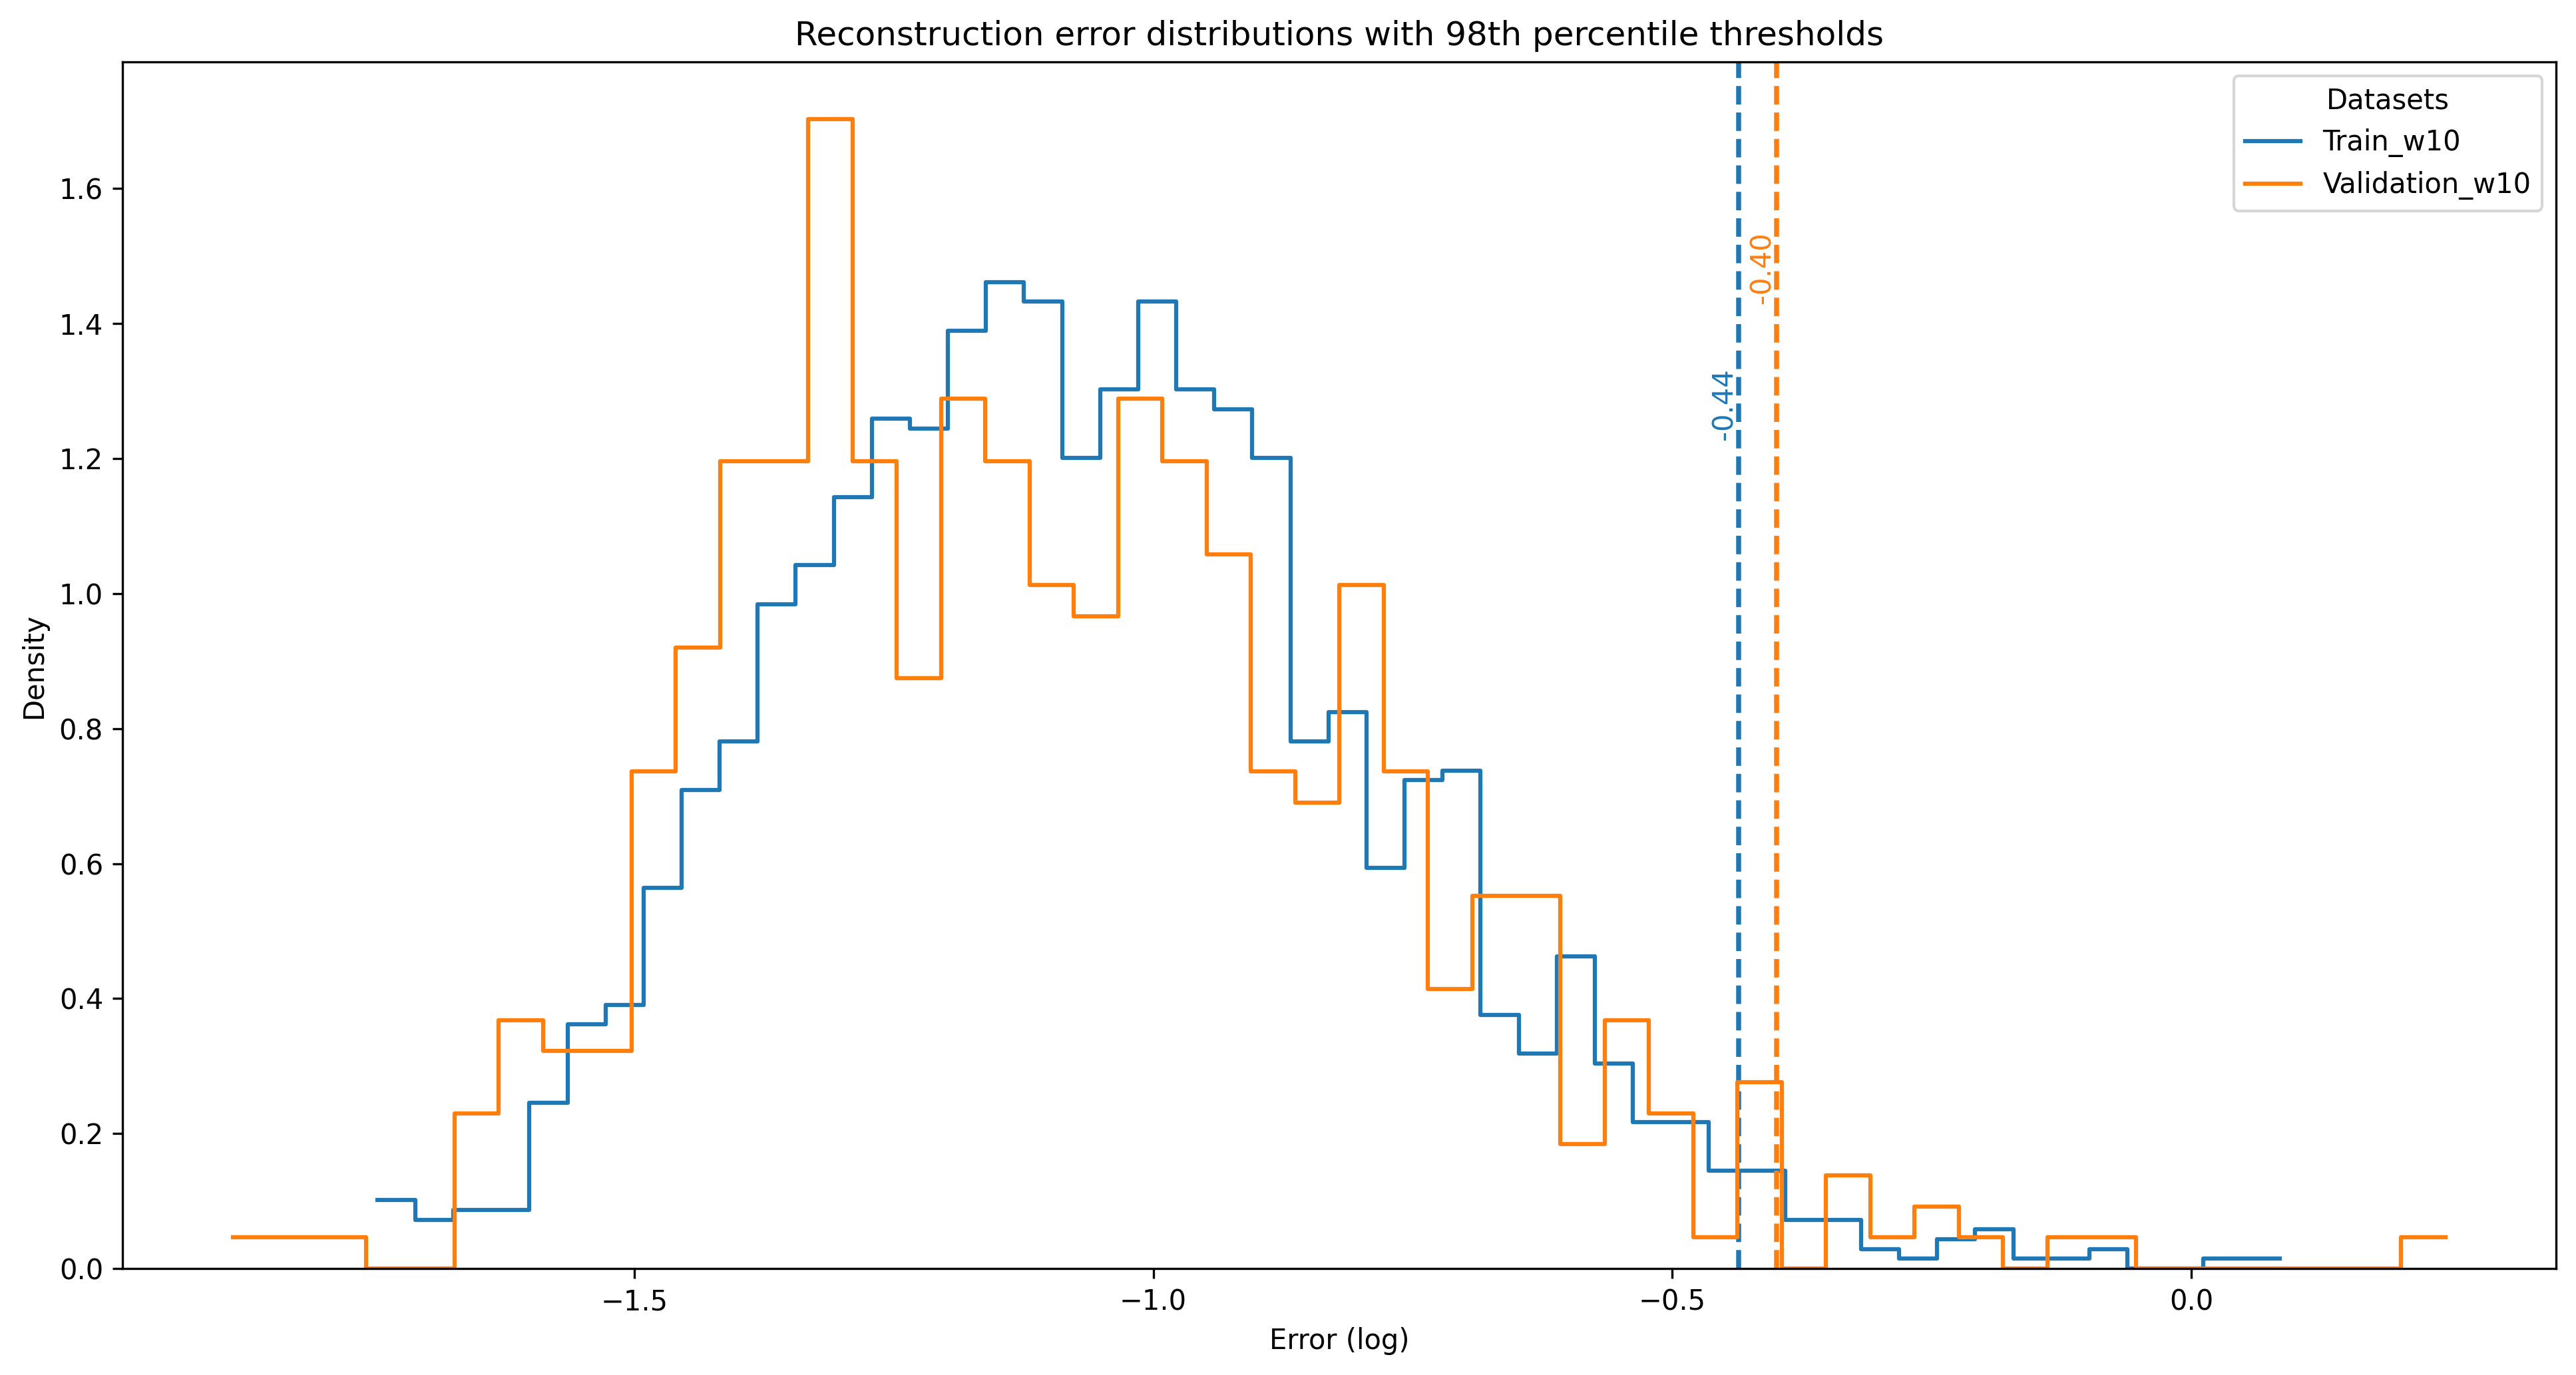 Reconstruction error distributions with 98th percentile thresholds
Datasets
Train_w10
Validation_w10
-0.40
-0.44
Density
1.6
1.4
1.2
1.0
0.8
0.6
0.4
0.2
0.0
−1.5
−1.0
−0.5
0.0
Error (log)